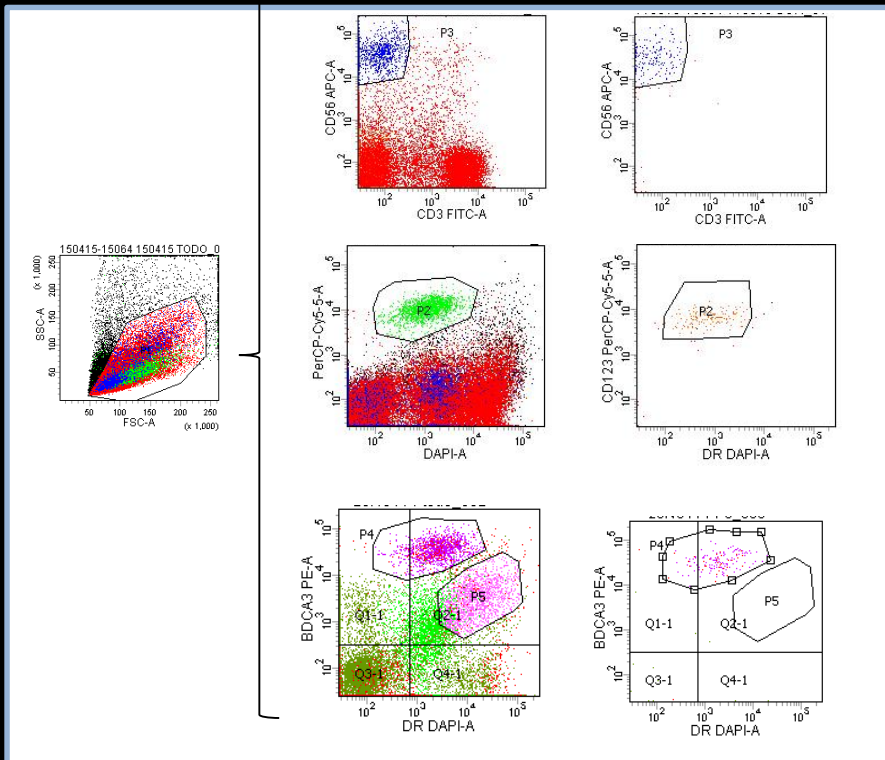 P3
CD56 APC-A
10^5
10^4
10^3
10^2
10^2 10^3 10^4 10^5
CD3 FITC-A
P3
CD56 APC-A
10^5
10^4
10^3
10^2
10^2 10^3 10^4 10^5
CD3 FITC-A
150415-15064 150415 TODO_0
(x 1,000)
SSC-A
250
200
150
100
50
50 100 150 200 250
FSC-A
(x 1,000)
P2
PerCP-Cy5-5-A
10^5
10^4
10^3
10^2
10^2 10^3 10^4 10^5
DAPI-A
P2
CD123 PerCP-Cy5-5-A
10^5
10^4
10^3
10^2
10^2 10^3 10^4 10^5
DR DAPI-A
P4
P5
BDCA3 PE-A
10^5
10^4
10^3
10^2
Q1-1 Q2-1
Q3-1 Q4-1
10^2 10^3 10^4 10^5
DR DAPI-A
P4
P5
BDCA3 PE-A
10^5
10^4
10^3
10^2
Q1-1 Q2-1
Q3-1 Q4-1
10^2 10^3 10^4 10^5
DR DAPI-A